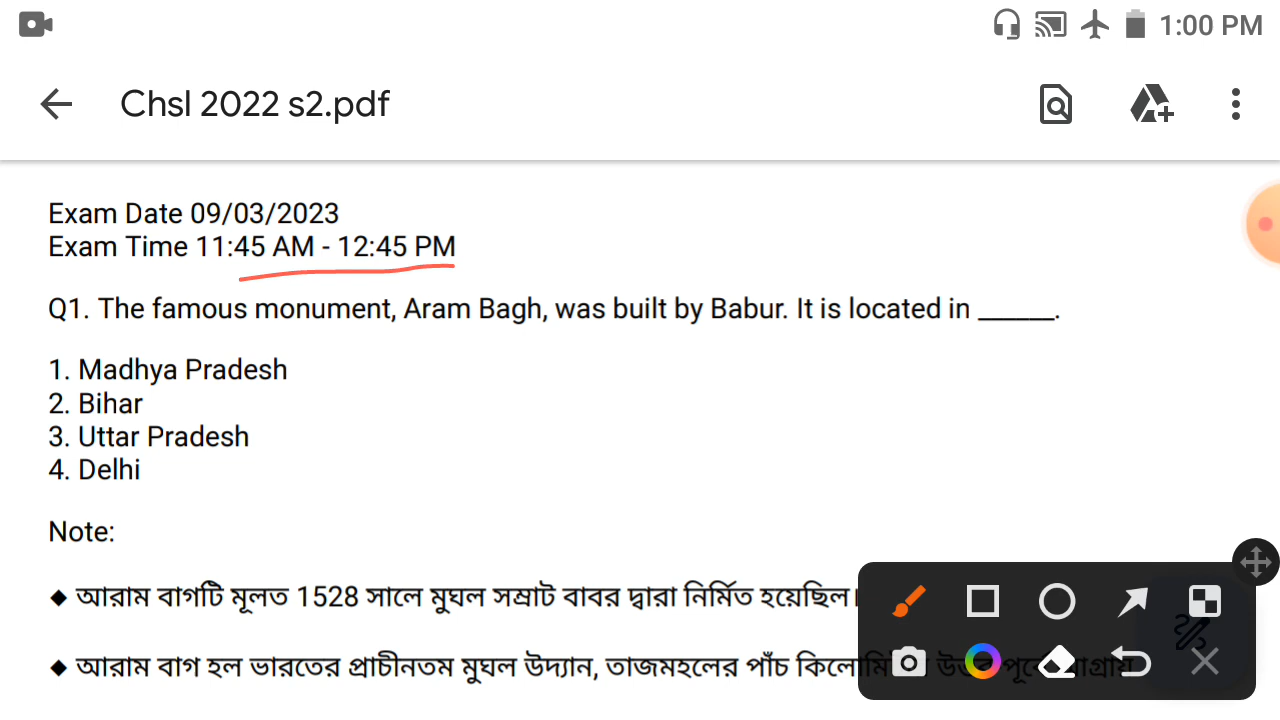 1:00 PM
Chsl 2022 s2.pdf
Exam Date 09/03/2023
Exam Time 11:45 AM - 12:45 PM
Q1. The famous monument, Aram Bagh, was built by Babur. It is located in ______.
1. Madhya Pradesh
2. Bihar
3. Uttar Pradesh
4. Delhi
Note:
◆ আরাম বাগটি মূলত 1528 সালে মুঘল সম্রাট বাবর দ্বারা নির্মিত হয়েছিল।
◆ আরাম বাগ হল ভারতের প্রাচীনতম মুঘল উদ্যান, তাজমহলের পাঁচ